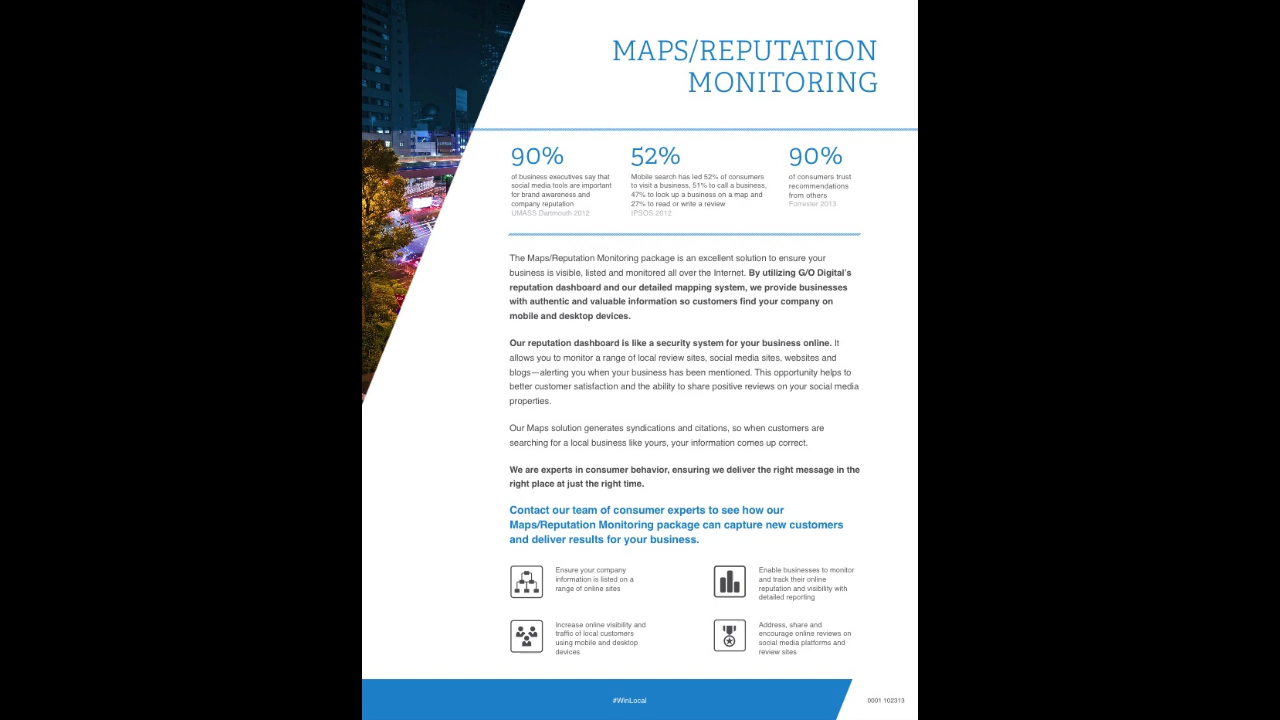 MAPS/REPUTATION
MONITORING
90%
of business executives say that
social media tools are important
for brand awareness and
company reputation
UMASS Dartmouth 2012
52%
Mobile search has led 52% of consumers
to visit a business, 51% to call a business,
47% to look up a business on a map and
27% to read or write a review
IPSOS 2012
90%
of consumers trust
recommendations
from others
Forrester 2013
The Maps/Reputation Monitoring package is an excellent solution to ensure your
business is visible, listed and monitored all over the Internet. By utilizing G/O Digital's
reputation dashboard and our detailed mapping system, we provide businesses
with authentic and valuable information so customers find your company on
mobile and desktop devices.
Our reputation dashboard is like a security system for your business online. It
allows you to monitor a range of local review sites, social media sites, websites and
blogs—alerting you when your business has been mentioned. This opportunity helps to
better customer satisfaction and the ability to share positive reviews on your social media
properties.
Our Maps solution generates syndications and citations, so when customers are
searching for a local business like yours, your information comes up correct.
We are experts in consumer behavior, ensuring we deliver the right message in the
right place at just the right time.
Contact our team of consumer experts to see how our
Maps/Reputation Monitoring package can capture new customers
and deliver results for your business.
Ensure your company
information is listed on a
range of online sites
Enable businesses to monitor
and track their online
reputation and visibility with
detailed reporting
Increase online visibility and
traffic of local customers
using mobile and desktop
devices
Address, share and
encourage online reviews on
social media platforms and
review sites
#WinLocal
0001 102313